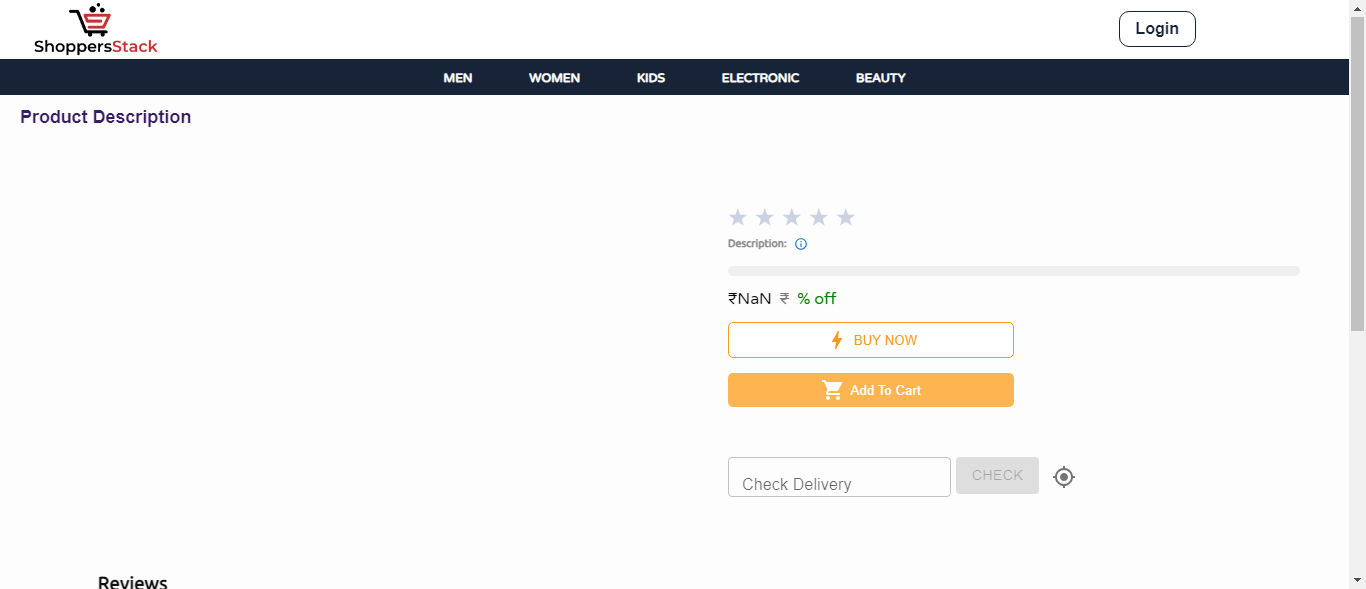 ShoppersStack
Login
MEN WOMEN KIDS ELECTRONIC BEAUTY
Product Description
Description:
₹NaN ₹ % off
BUY NOW
Add To Cart
Check Delivery CHECK
Reviews